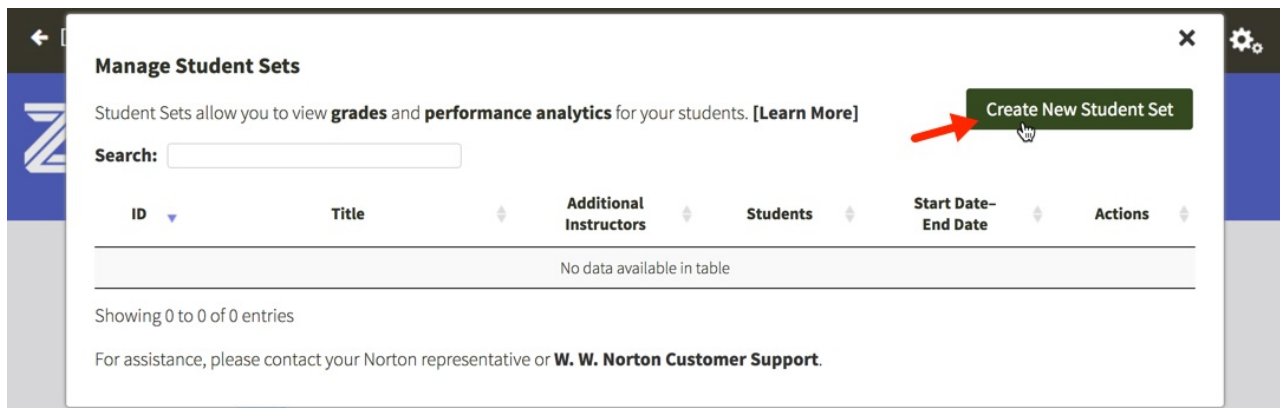 Manage Student Sets
Student Sets allow you to view grades and performance analytics for your students. [Learn More]
Create New Student Set
Search:
ID
Title
Additional
Instructors
Students
Start Date–
End Date
Actions
No data available in table
Showing 0 to 0 of 0 entries
For assistance, please contact your Norton representative or W. W. Norton Customer Support.